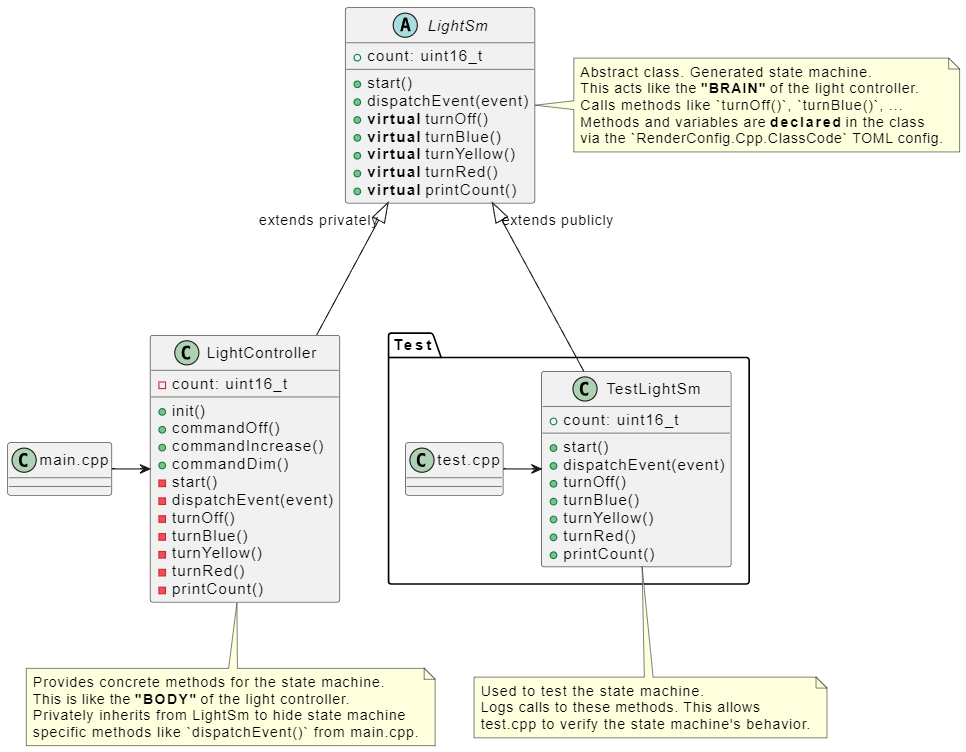 A LightSm
count: uint16_t
start()
dispatchEvent(event)
virtual turnOff()
virtual turnBlue()
virtual turnYellow()
virtual turnRed()
virtual printCount()
Abstract class. Generated state machine.
This acts like the "BRAIN" of the light controller.
Calls methods like `turnOff()`, `turnBlue()`, ...
Methods and variables are declared in the class
via the `RenderConfig.Cpp.ClassCode` TOML config.
extends privately
extends publicly
C LightController
count: uint16_t
init()
commandOff()
commandIncrease()
commandDim()
start()
dispatchEvent(event)
turnOff()
turnBlue()
turnYellow()
turnRed()
printCount()
C main.cpp
Test
C TestLightSm
count: uint16_t
start()
dispatchEvent(event)
turnOff()
turnBlue()
turnYellow()
turnRed()
printCount()
C test.cpp
Provides concrete methods for the state machine.
This is like the "BODY" of the light controller.
Privately inherits from LightSm to hide state machine
specific methods like `dispatchEvent()` from main.cpp.
Used to test the state machine.
Logs calls to these methods. This allows
test.cpp to verify the state machine's behavior.